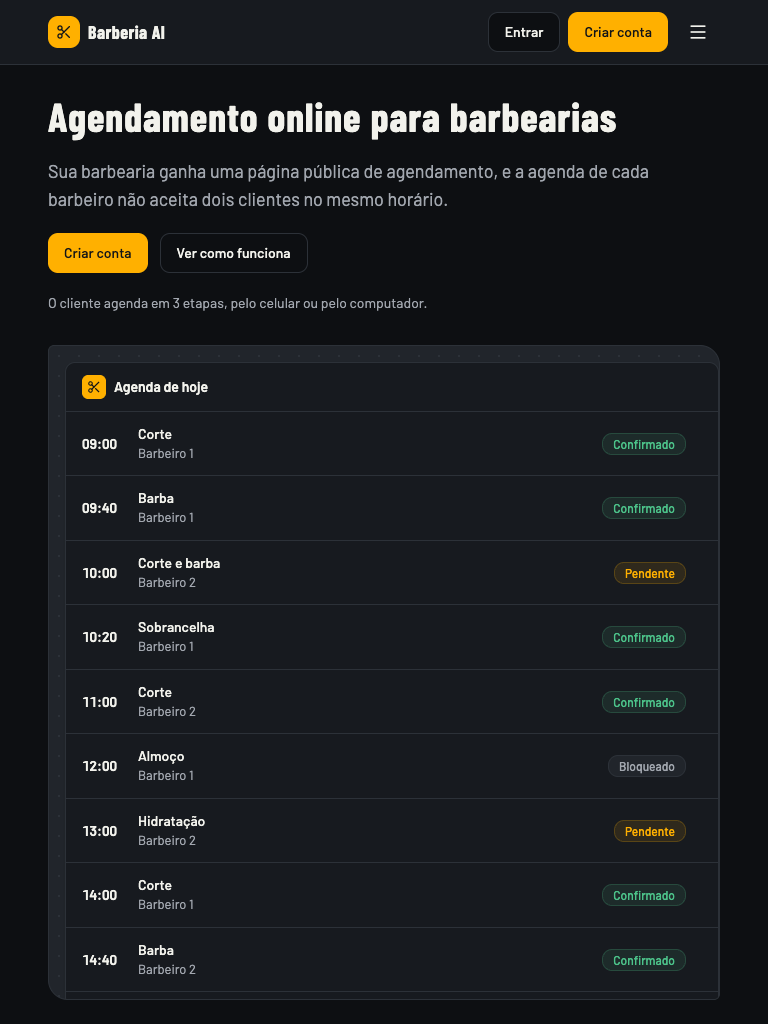 Barberia AI
Entrar
Criar conta
Agendamento online para barbearias
Sua barbearia ganha uma página pública de agendamento, e a agenda de cada
barbeiro não aceita dois clientes no mesmo horário.
Criar conta
Ver como funciona
O cliente agenda em 3 etapas, pelo celular ou pelo computador.
Agenda de hoje
09:00
Corte
Barbeiro 1
Confirmado
09:40
Barba
Barbeiro 1
Confirmado
10:00
Corte e barba
Barbeiro 2
Pendente
10:20
Sobrancelha
Barbeiro 1
Confirmado
11:00
Corte
Barbeiro 2
Confirmado
12:00
Almoço
Barbeiro 1
Bloqueado
13:00
Hidratação
Barbeiro 2
Pendente
14:00
Corte
Barbeiro 1
Confirmado
14:40
Barba
Barbeiro 2
Confirmado